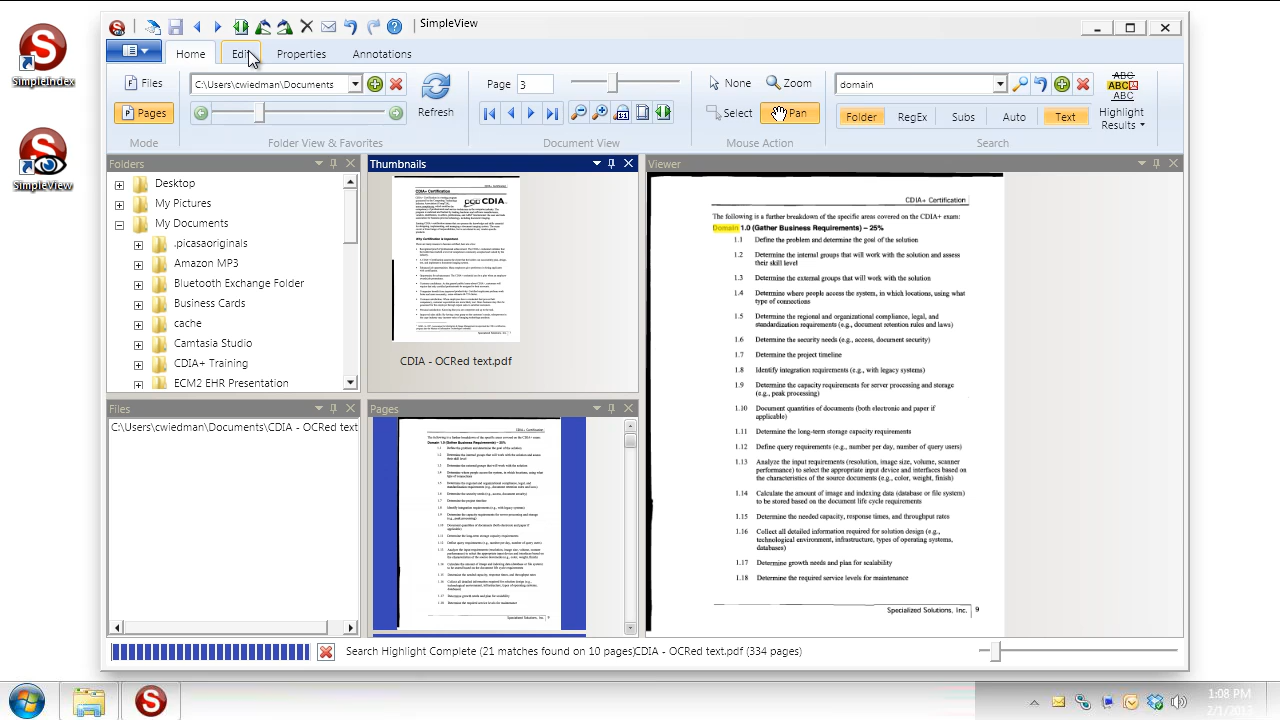 SimpleIndex
SimpleView
SimpleView
Home
Edit
Properties
Annotations
Files
C:\Users\cwiedman\Documents
Refresh
Page 3
None
Zoom
domain
ABC
ABC
ABC
Highlight
Results
Pages
Select
Pan
Folder
RegEx
Subs
Auto
Text
Mode
Folder View & Favorites
Document View
Mouse Action
Search
Folders
Desktop
My Pictures
My Documents
.picasaoriginals
Amazon MP3
Bluetooth Exchange Folder
Business Cards
cache
Camtasia Studio
CDIA+ Training
ECM2 EHR Presentation
Files
C:\Users\cwiedman\Documents\CDIA - OCRed text
Thumbnails
CDIA+ Certification
CDIA+ Certification
CDIA
CDIA - OCRed text.pdf
Pages
Viewer
CDIA+ Certification
The following is a further breakdown of the specific areas covered on the CDIA+ exam:
Domain 1.0 (Gather Business Requirements) – 25%
1.1 Define the problem and determine the goal of the solution
1.2 Determine the internal groups that will work with the solution and assess
their skill level
1.3 Determine the external groups that will work with the solution
1.4 Determine where people access the system, in which locations, using what
type of connections
1.5 Determine the regional and organizational compliance, legal, and
standardization requirements (e.g., document retention rules and laws)
1.6 Determine the security needs (e.g., access, document security)
1.7 Determine the project timeline
1.8 Identify integration requirements (e.g., with legacy systems)
1.9 Determine the capacity requirements for server processing and storage
(e.g., peak processing)
1.10 Document quantities of documents (both electronic and paper if
applicable)
1.11 Determine the long-term storage capacity requirements
1.12 Define query requirements (e.g., number per day, number of query users)
1.13 Analyze the input requirements (resolution, image size, volume, scanner
performance) to select the appropriate input device and interfaces based on
the characteristics of the source documents (e.g., color, weight, finish)
1.14 Calculate the amount of image and indexing data (database or file system)
to be stored based on the document life cycle requirements
1.15 Determine the needed capacity, response times, and throughput rates
1.16 Collect all detailed information required for solution design (e.g.,
technological environment, infrastructure, types of operating systems,
databases)
1.17 Determine growth needs and plan for scalability
1.18 Determine the required service levels for maintenance
Specialized Solutions, Inc. 9
Search Highlight Complete (21 matches found on 10 pages)
CDIA - OCRed text.pdf (334 pages)
1:08 PM